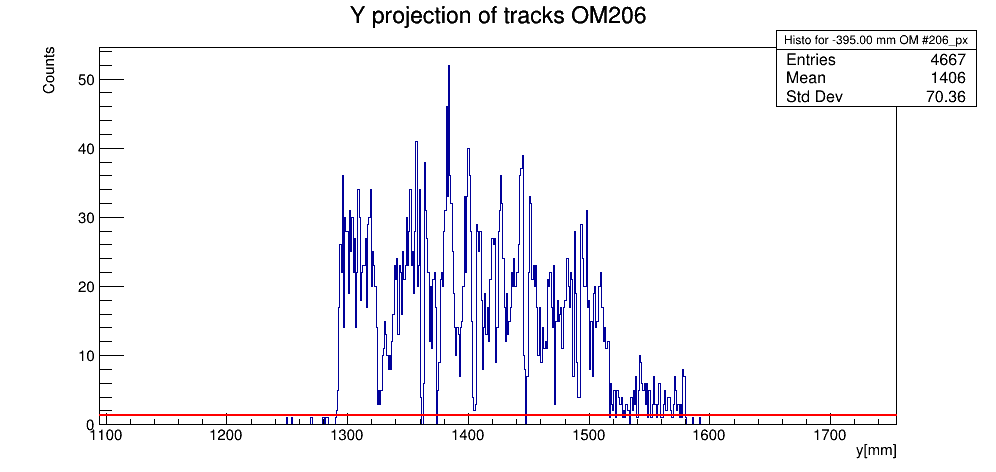 Y projection of tracks OM206
Histo for -395.00 mm OM #206_px
Entries 4667
Mean 1406
Std Dev 70.36
Counts
50
40
30
20
10
0
1100 1200 1300 1400 1500 1600 1700
y[mm]